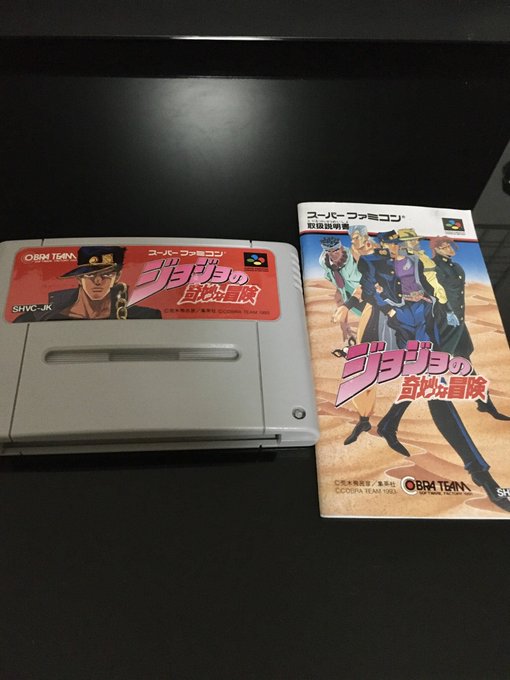 COBRA TEAM
スーパーファミコン
ジョジョの
奇妙な冒険
SHVC-JK
©荒木飛呂彦/集英社 ©COBRA TEAM 1993
スーパーファミコン®
取扱説明書
ジョジョの
奇妙な冒険
©荒木飛呂彦/集英社
©COBRA TEAM 1993
COBRA TEAM
SOFTWARE FACTORY
SH